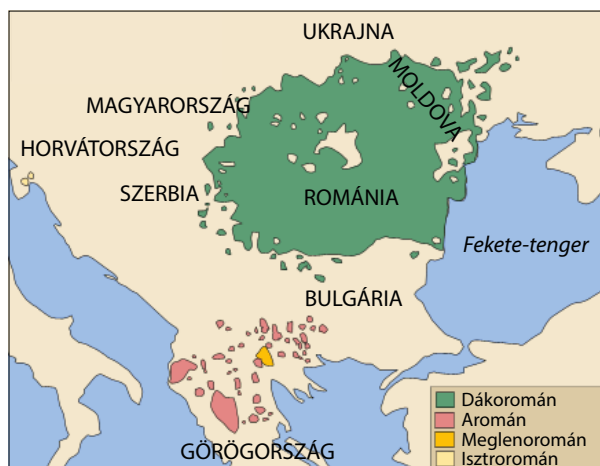 UKRAJNA
MOLDOVA
MAGYARORSZÁG
HORVÁTORSZÁG
SZERBIA
ROMÁNIA
Fekete-tenger
BULGÁRIA
GÖRÖGORSZÁG
Dákoromán
Aromán
Meglenoromán
Isztroromán